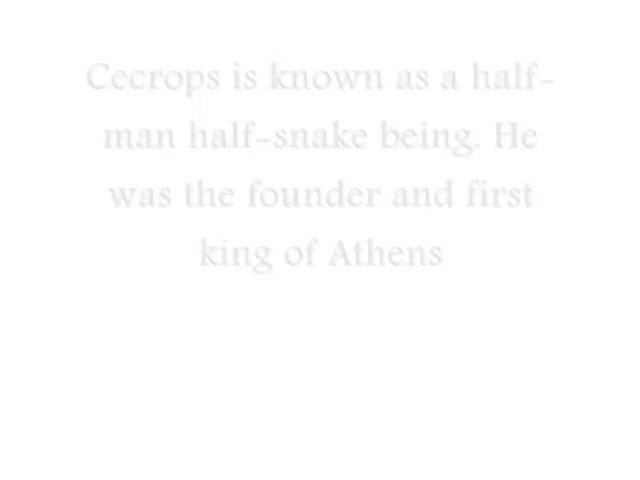 Cecrops is known as a half-
man half-snake being. He
was the founder and first
king of Athens